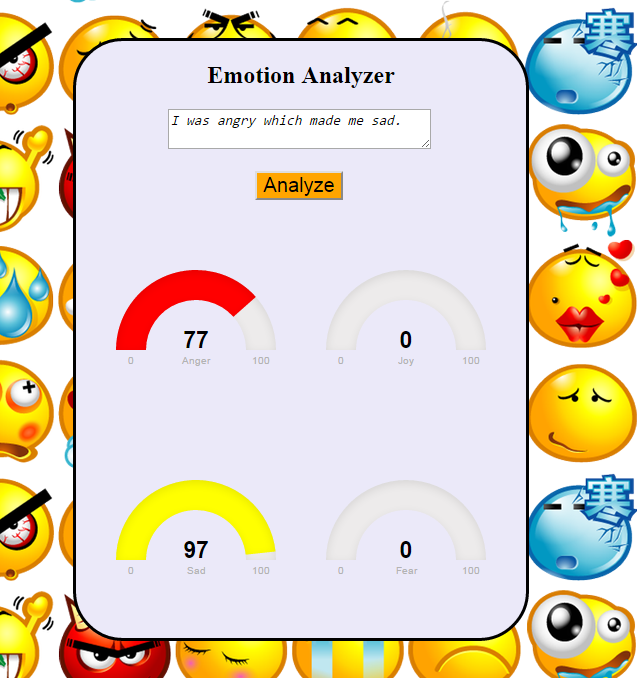 寒
Emotion Analyzer
I was angry which made me sad.
Analyze
77
0 Anger 100
0
0 Joy 100
97
0 Sad 100
0
0 Fear 100
寒